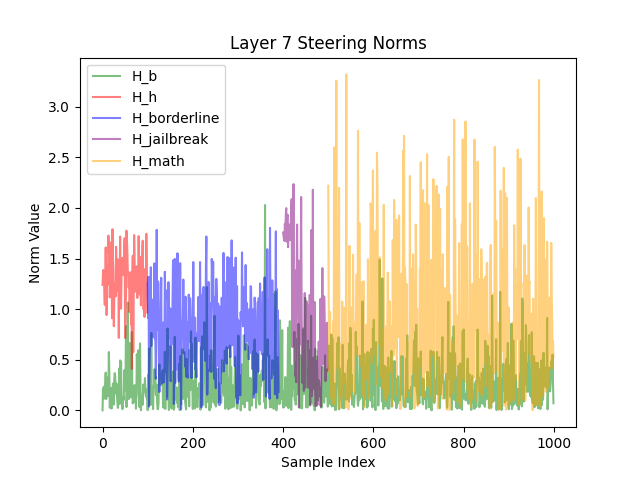 Layer 7 Steering Norms
H_b
H_h
H_borderline
H_jailbreak
H_math
Norm Value
3.0
2.5
2.0
1.5
1.0
0.5
0.0
0 200 400 600 800 1000
Sample Index